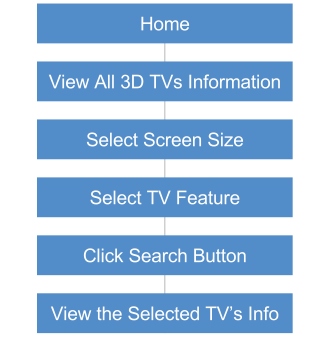 Home
View All 3D TVs Information
Select Screen Size
Select TV Feature
Click Search Button
View the Selected TV's Info